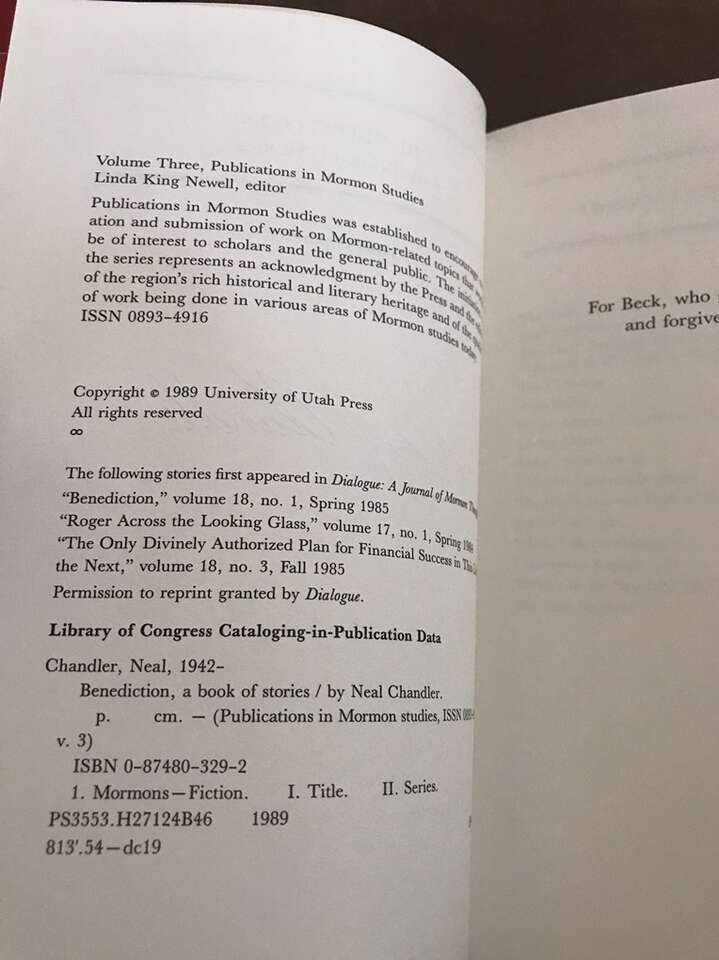 Volume Three, Publications in Mormon Studies
Linda King Newell, editor
Publications in Mormon Studies was established to encourage
ation and submission of work on Mormon-related topics that
be of interest to scholars and the general public. The
the series represents an acknowledgment by the Press and the
of the region's rich historical and literary heritage and of the
of work being done in various areas of Mormon studies today.
ISSN 0893–4916
Copyright © 1989 University of Utah Press
All rights reserved
∞
The following stories first appeared in Dialogue: A Journal of Mormon
"Benediction," volume 18, no. 1, Spring 1985
"Roger Across the Looking Glass," volume 17, no. 1, Spring
"The Only Divinely Authorized Plan for Financial Success in This
the Next," volume 18, no. 3, Fall 1985
Permission to reprint granted by Dialogue.
Library of Congress Cataloging-in-Publication Data
Chandler, Neal, 1942–
Benediction, a book of stories / by Neal Chandler.
p. cm. — (Publications in Mormon studies, ISSN
v. 3)
ISBN 0–87480–329–2
1. Mormons—Fiction. I. Title. II. Series.
PS3553.H27124B46 1989
813'.54—dc19
For Beck, who
and forgive